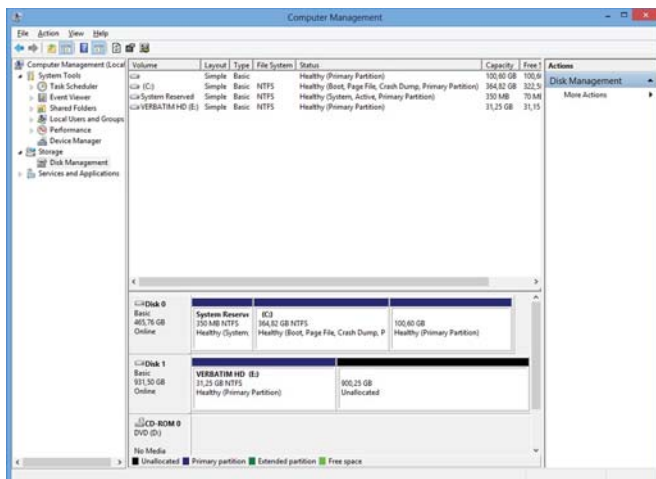 Computer Management
File Action View Help
Computer Management (Local
System Tools
Task Scheduler
Event Viewer
Shared Folders
Local Users and Groups
Performance
Device Manager
Storage
Disk Management
Services and Applications
Volume Layout Type File System Status Capacity Free
Simple Basic Healthy (Primary Partition) 100,60 GB 100,6
(C:) Simple Basic NTFS Healthy (Boot, Page File, Crash Dump, Primary Partition) 364,82 GB 322,5
System Reserved Simple Basic NTFS Healthy (System, Active, Primary Partition) 350 MB 70 MB
VERBATIM HD (E:) Simple Basic NTFS Healthy (Primary Partition) 31,25 GB 31,15
Actions
Disk Management
More Actions
Disk 0
Basic
465,76 GB
Online
System Reserve
350 MB NTFS
Healthy (System,
(C:)
364,82 GB NTFS
Healthy (Boot, Page File, Crash Dump, P
100,60 GB
Healthy (Primary Partition)
Disk 1
Basic
931,50 GB
Online
VERBATIM HD (E:)
31,25 GB NTFS
Healthy (Primary Partition)
900,25 GB
Unallocated
CD-ROM 0
DVD (D:)
No Media
Unallocated Primary partition Extended partition Free space